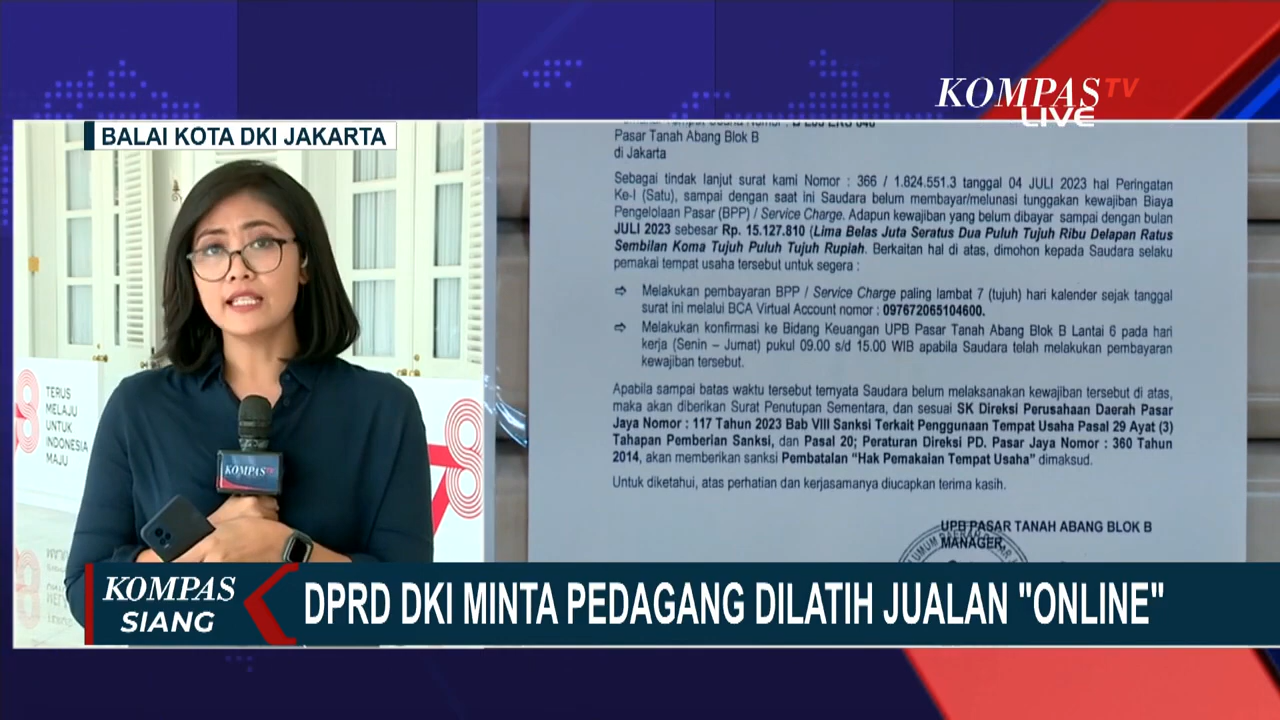 KOMPAS TV
LIVE
BALAI KOTA DKI JAKARTA
Pasar Tanah Abang Blok B
di Jakarta
Sebagai tindak lanjut surat kami Nomor : 366 / 1.824.551.3 tanggal 04 JULI 2023 hal Peringatan
Ke-I (Satu), sampai dengan saat ini Saudara belum membayar/melunasi tunggakan kewajiban Biaya
Pengelolaan Pasar (BPP) / Service Charge. Adapun kewajiban yang belum dibayar sampai dengan bulan
JULI 2023 sebesar Rp. 15.127.810 (Lima Belas Juta Seratus Dua Puluh Tujuh Ribu Delapan Ratus
Sembilan Koma Tujuh Puluh Tujuh Rupiah. Berkaitan hal di atas, dimohon kepada Saudara selaku
pemakai tempat usaha tersebut untuk segera :
⇨ Melakukan pembayaran BPP / Service Charge paling lambat 7 (tujuh) hari kalender sejak tanggal
surat ini melalui BCA Virtual Account nomor : 097672065104600.
⇨ Melakukan konfirmasi ke Bidang Keuangan UPB Pasar Tanah Abang Blok B Lantai 6 pada hari
kerja (Senin – Jumat) pukul 09.00 s/d 15.00 WIB apabila Saudara telah melakukan pembayaran
kewajiban tersebut.
Apabila sampai batas waktu tersebut ternyata Saudara belum melaksanakan kewajiban tersebut di atas,
maka akan diberikan Surat Penutupan Sementara, dan sesuai SK Direksi Perusahaan Daerah Pasar
Jaya Nomor : 117 Tahun 2023 Bab VIII Sanksi Terkait Penggunaan Tempat Usaha Pasal 29 Ayat (3)
Tahapan Pemberian Sanksi, dan Pasal 20; Peraturan Direksi PD. Pasar Jaya Nomor : 360 Tahun
2014, akan memberikan sanksi Pembatalan “Hak Pemakaian Tempat Usaha” dimaksud.
Untuk diketahui, atas perhatian dan kerjasamanya diucapkan terima kasih.
UPB PASAR TANAH ABANG BLOK B
MANAGER,
TERUS
MELAJU
UNTUK
INDONESIA
MAJU
78
KOMPAS TV
KOMPAS
SIANG
DPRD DKI MINTA PEDAGANG DILATIH JUALAN "ONLINE"